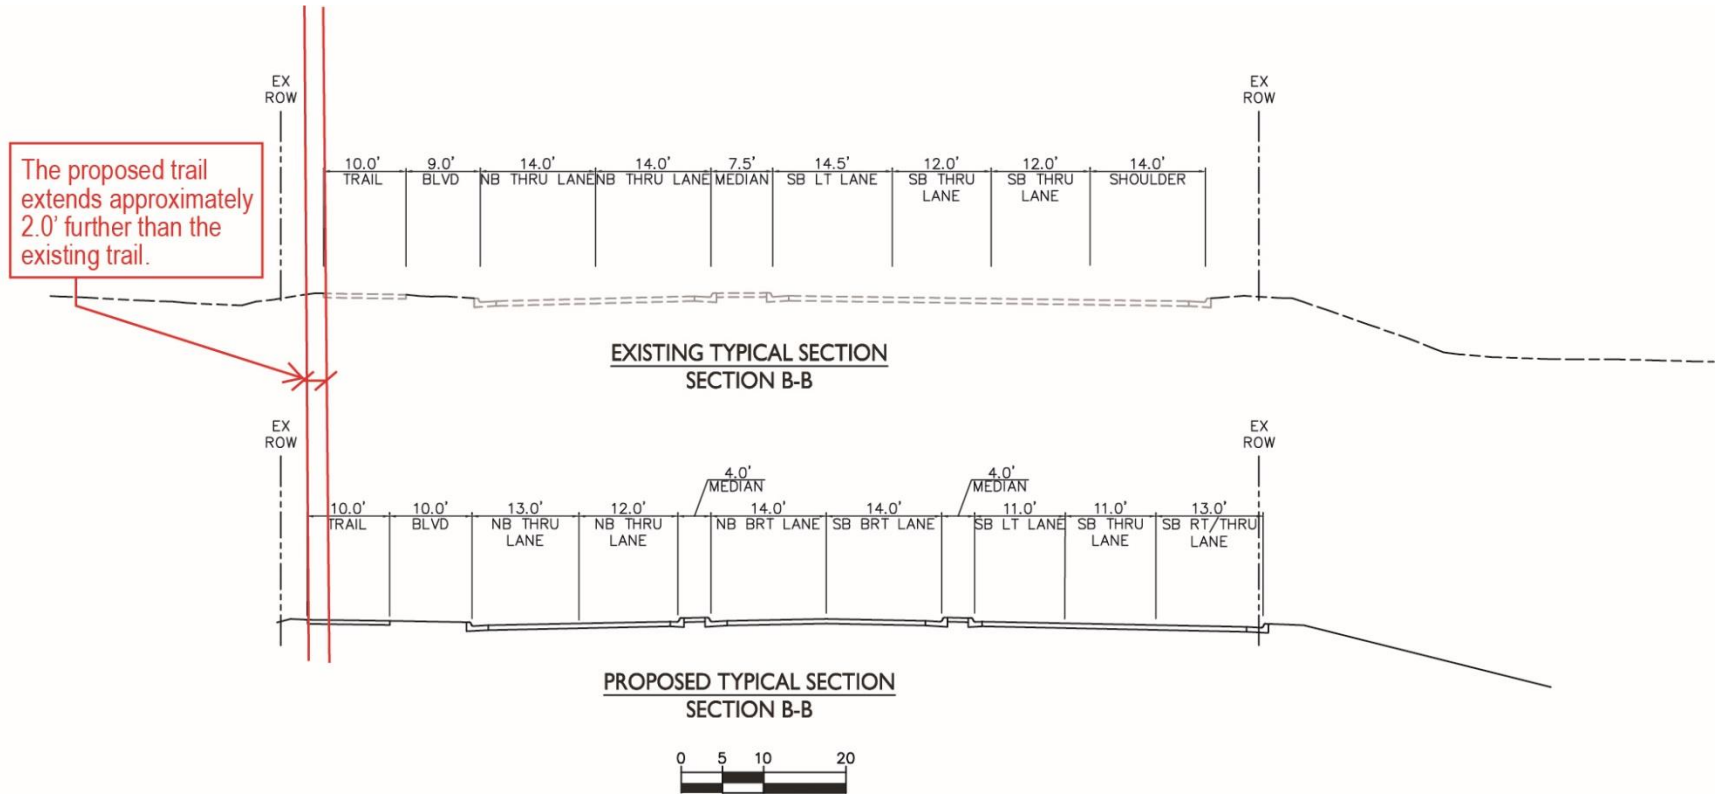 EX
ROW
EX
ROW
The proposed trail
extends approximately
2.0' further than the
existing trail.
10.0' 9.0' 14.0' 14.0' 7.5' 14.5' 12.0' 12.0' 14.0'
TRAIL BLVD NB THRU LANE NB THRU LANE MEDIAN SB LT LANE SB THRU SB THRU SHOULDER
LANE LANE
EXISTING TYPICAL SECTION
SECTION B-B
EX
ROW
EX
ROW
4.0' 4.0'
MEDIAN MEDIAN
10.0' 10.0' 13.0' 12.0' 14.0' 14.0' 11.0' 11.0' 13.0'
TRAIL BLVD NB THRU NB THRU NB BRT LANE SB BRT LANE SB LT LANE SB THRU SB RT/THRU
LANE LANE LANE LANE
PROPOSED TYPICAL SECTION
SECTION B-B
0 5 10 20